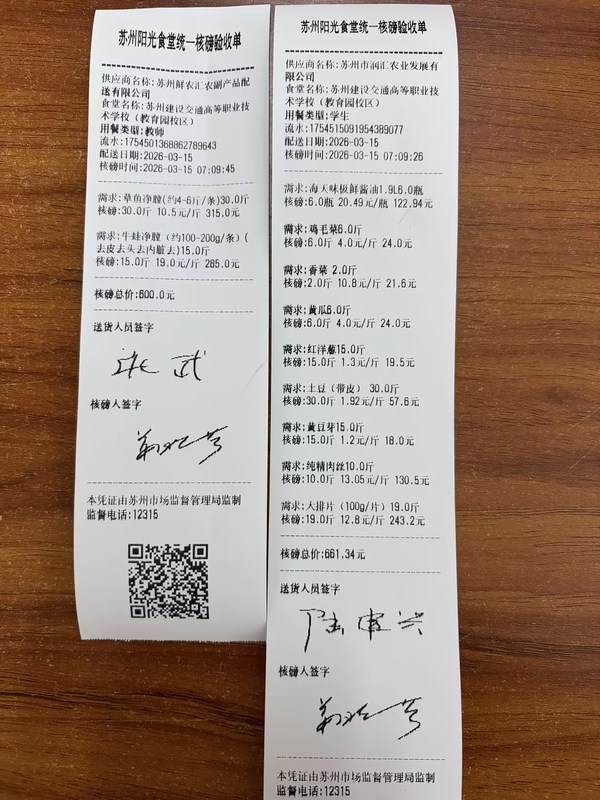 苏州阳光食堂统一核磅验收单
供应商名称:苏州鲜农汇农副产品配
送有限公司
食堂名称:苏州建设交通高等职业技
术学校（教育园校区）
用餐类型:教师
流水:1754501368862789643
配送日期:2026-03-15
核磅时间:2026-03-15 07:09:45
需求:草鱼净膛(约4-6斤/条)30.0斤
核磅:30.0斤 10.5元/斤 315.0元
需求:牛蛙净膛（约100-200g/条）(
去皮去头去内脏去)15.0斤
核磅:15.0斤 19.0元/斤 285.0元
核磅总价:600.0元
送货人员签字
核磅人签字
本凭证由苏州市场监督管理局监制
监督电话:12315
苏州阳光食堂统一核磅验收单
供应商名称:苏州市润汇农业发展有
限公司
食堂名称:苏州建设交通高等职业技
术学校（教育园校区）
用餐类型:学生
流水:1754515091954389077
配送日期:2026-03-15
核磅时间:2026-03-15 07:09:26
需求:海天味极鲜酱油1.9L6.0瓶
核磅:6.0瓶 20.49元/瓶 122.94元
需求:鸡毛菜6.0斤
核磅:6.0斤 4.0元/斤 24.0元
需求:香菜 2.0斤
核磅:2.0斤 10.8元/斤 21.6元
需求:黄瓜6.0斤
核磅:6.0斤 4.0元/斤 24.0元
需求:红洋葱15.0斤
核磅:15.0斤 1.3元/斤 19.5元
需求:土豆（带皮） 30.0斤
核磅:30.0斤 1.92元/斤 57.6元
需求:黄豆芽15.0斤
核磅:15.0斤 1.2元/斤 18.0元
需求:纯精肉丝10.0斤
核磅:10.0斤 13.05元/斤 130.5元
需求:大排片（100g/片）19.0斤
核磅:19.0斤 12.8元/斤 243.2元
核磅总价:661.34元
送货人员签字
核磅人签字
本凭证由苏州市场监督管理局监制
监督电话:12315